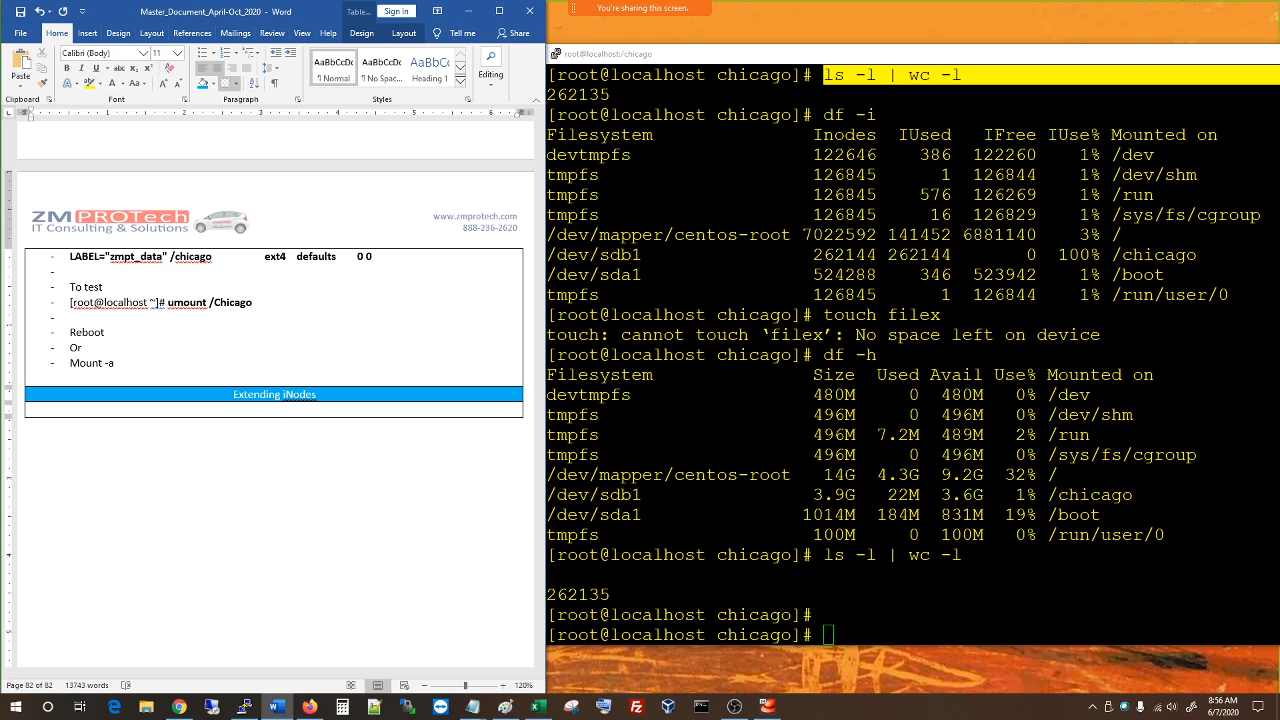 You're sharing this screen.
Master_Document_April-Oct_2020 - Word
Table...
Sign in
File Home Insert Design Layout References Mailings Review View Help Design Layout Tell me Share
Calibri (Body) 11
Paste
Editing
AaBbCcDc AaBbCcDc AaBbCc
¶ Normal ¶ No Spac... Heading 1
Clipboard Font Paragraph Styles
ZM PROTech
IT Consulting & Solutions
www.zmprotech.com
888-236-2620
- LABEL="zmpt_data" /chicago ext4 defaults 0 0
-
- To test
- [root@localhost ~]# umount /Chicago
-
- Reboot
- Or
- Mount -a
Extending iNodes
Page 82 of 82 13743 words 120%
root@localhost:/chicago
[root@localhost chicago]# ls -l | wc -l
262135
[root@localhost chicago]# df -i
Filesystem Inodes IUsed IFree IUse% Mounted on
devtmpfs 122646 386 122260 1% /dev
tmpfs 126845 1 126844 1% /dev/shm
tmpfs 126845 576 126269 1% /run
tmpfs 126845 16 126829 1% /sys/fs/cgroup
/dev/mapper/centos-root 7022592 141452 6881140 3% /
/dev/sdb1 262144 262144 0 100% /chicago
/dev/sda1 524288 346 523942 1% /boot
tmpfs 126845 1 126844 1% /run/user/0
[root@localhost chicago]# touch filex
touch: cannot touch ‘filex’: No space left on device
[root@localhost chicago]# df -h
Filesystem Size Used Avail Use% Mounted on
devtmpfs 480M 0 480M 0% /dev
tmpfs 496M 0 496M 0% /dev/shm
tmpfs 496M 7.2M 489M 2% /run
tmpfs 496M 0 496M 0% /sys/fs/cgroup
/dev/mapper/centos-root 14G 4.3G 9.2G 32% /
/dev/sdb1 3.9G 22M 3.6G 1% /chicago
/dev/sda1 1014M 184M 831M 19% /boot
tmpfs 100M 0 100M 0% /run/user/0
[root@localhost chicago]# ls -l | wc -l
262135
[root@localhost chicago]#
[root@localhost chicago]#
8:56 AM
6/7/2020